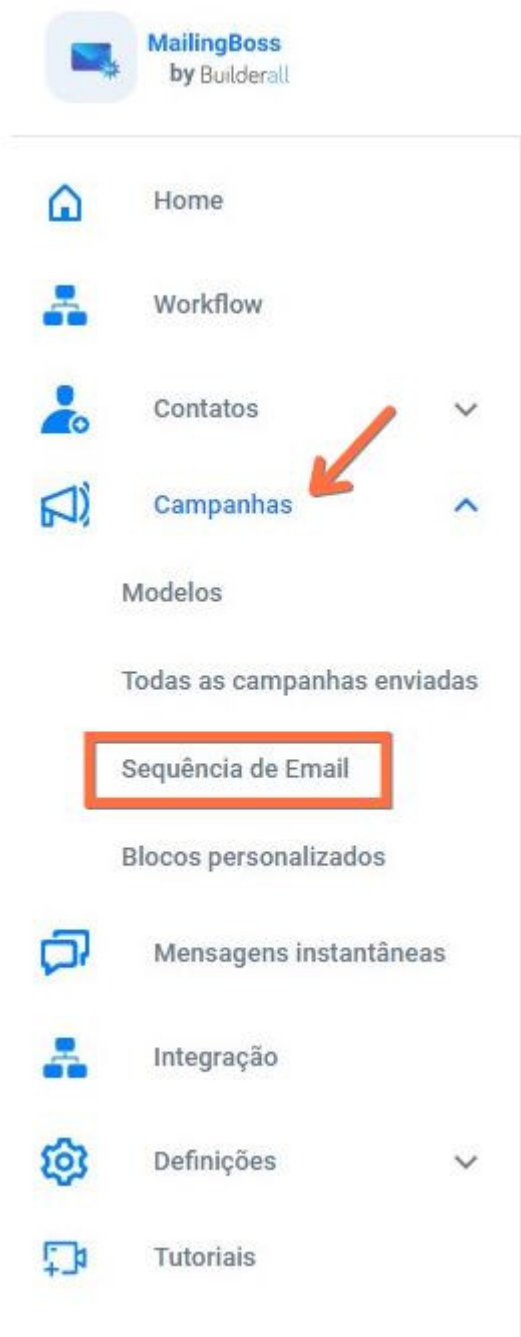 MailingBoss
by Builderall
Home
Workflow
Contatos
Campanhas
Modelos
Todas as campanhas enviadas
Sequência de Email
Blocos personalizados
Mensagens instantâneas
Integração
Definições
Tutoriais